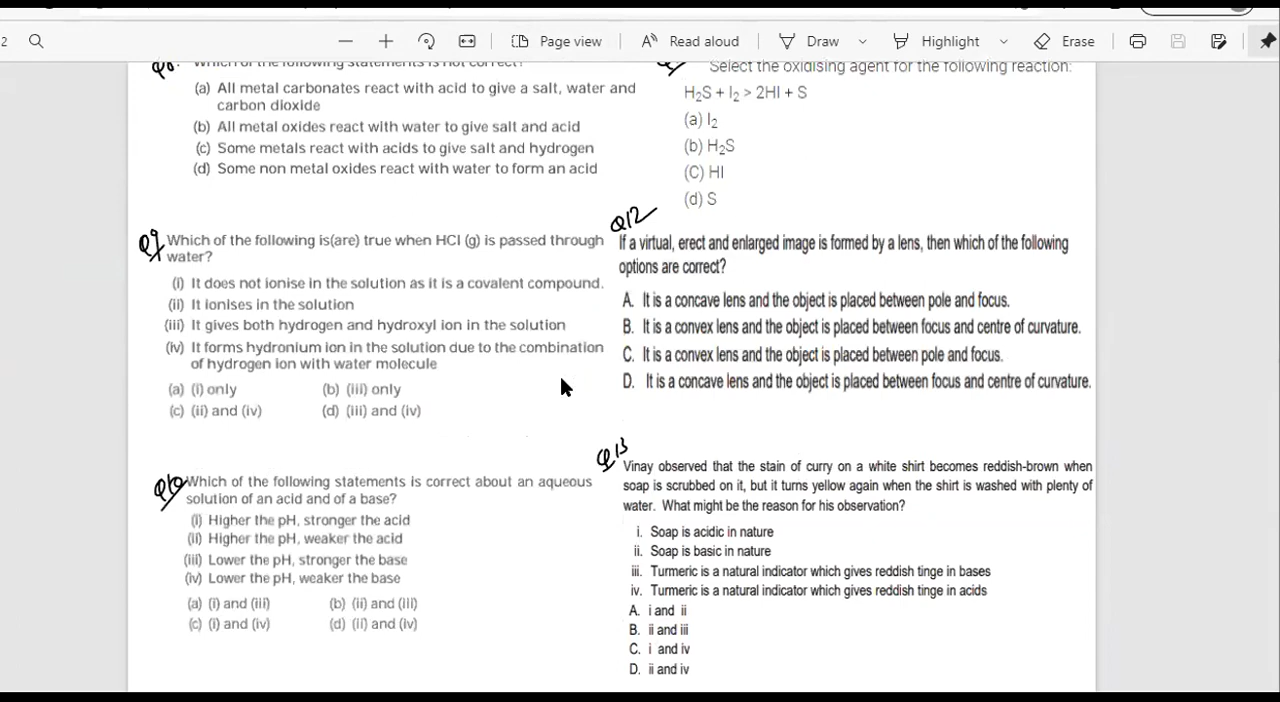 2
Page view
Read aloud
Draw
Highlight
Erase
Q8. Which of the following statements is not correct?
(a) All metal carbonates react with acid to give a salt, water and
carbon dioxide
(b) All metal oxides react with water to give salt and acid
(c) Some metals react with acids to give salt and hydrogen
(d) Some non metal oxides react with water to form an acid
Q9 Which of the following is(are) true when HCl (g) is passed through
water?
(i) It does not ionise in the solution as it is a covalent compound.
(ii) It ionises in the solution
(iii) It gives both hydrogen and hydroxyl ion in the solution
(iv) It forms hydronium ion in the solution due to the combination
of hydrogen ion with water molecule
(a) (i) only (b) (iii) only
(c) (ii) and (iv) (d) (iii) and (iv)
Q10 Which of the following statements is correct about an aqueous
solution of an acid and of a base?
(i) Higher the pH, stronger the acid
(ii) Higher the pH, weaker the acid
(iii) Lower the pH, stronger the base
(iv) Lower the pH, weaker the base
(a) (i) and (iii) (b) (ii) and (iii)
(c) (i) and (iv) (d) (ii) and (iv)
Select the oxidising agent for the following reaction:
H₂S + I₂ > 2HI + S
(a) I₂
(b) H₂S
(C) HI
(d) S
Q12
If a virtual, erect and enlarged image is formed by a lens, then which of the following
options are correct?
A. It is a concave lens and the object is placed between pole and focus.
B. It is a convex lens and the object is placed between focus and centre of curvature.
C. It is a convex lens and the object is placed between pole and focus.
D. It is a concave lens and the object is placed between focus and centre of curvature.
Q13
Vinay observed that the stain of curry on a white shirt becomes reddish-brown when
soap is scrubbed on it, but it turns yellow again when the shirt is washed with plenty of
water. What might be the reason for his observation?
i. Soap is acidic in nature
ii. Soap is basic in nature
iii. Turmeric is a natural indicator which gives reddish tinge in bases
iv. Turmeric is a natural indicator which gives reddish tinge in acids
A. i and ii
B. ii and iii
C. i and iv
D. ii and iv